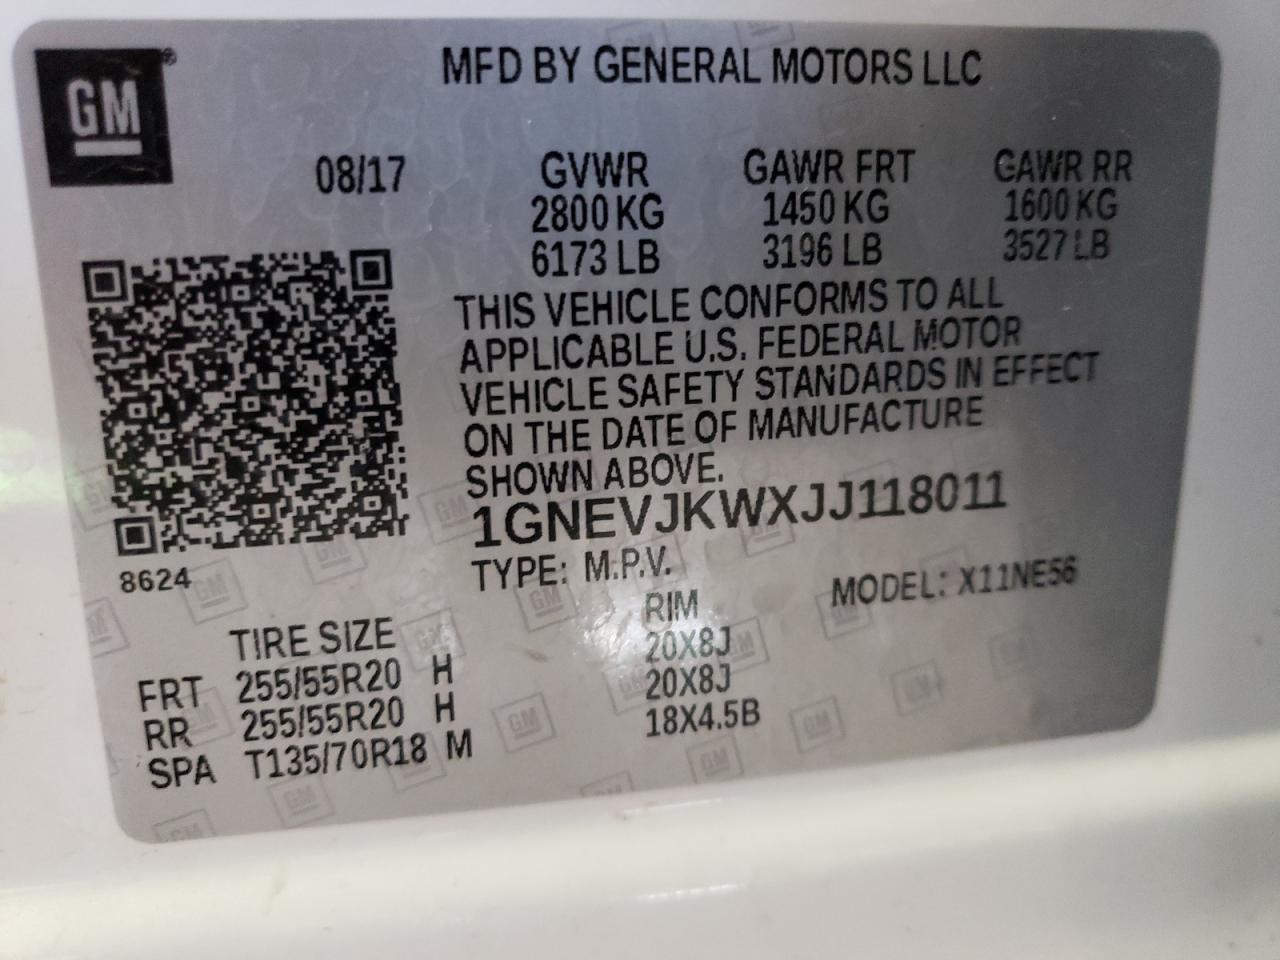 GM
MFD BY GENERAL MOTORS LLC
08/17 GVWR GAWR FRT GAWR RR
2800 KG 1450 KG 1600 KG
6173 LB 3196 LB 3527 LB
THIS VEHICLE CONFORMS TO ALL
APPLICABLE U.S. FEDERAL MOTOR
VEHICLE SAFETY STANDARDS IN EFFECT
ON THE DATE OF MANUFACTURE
SHOWN ABOVE.
1GNEVJKWXJJ118011
8624
TYPE: M.P.V. MODEL: X11NE56
TIRE SIZE RIM
FRT 255/55R20 H 20X8J
RR 255/55R20 H 20X8J
SPA T135/70R18 M 18X4.5B